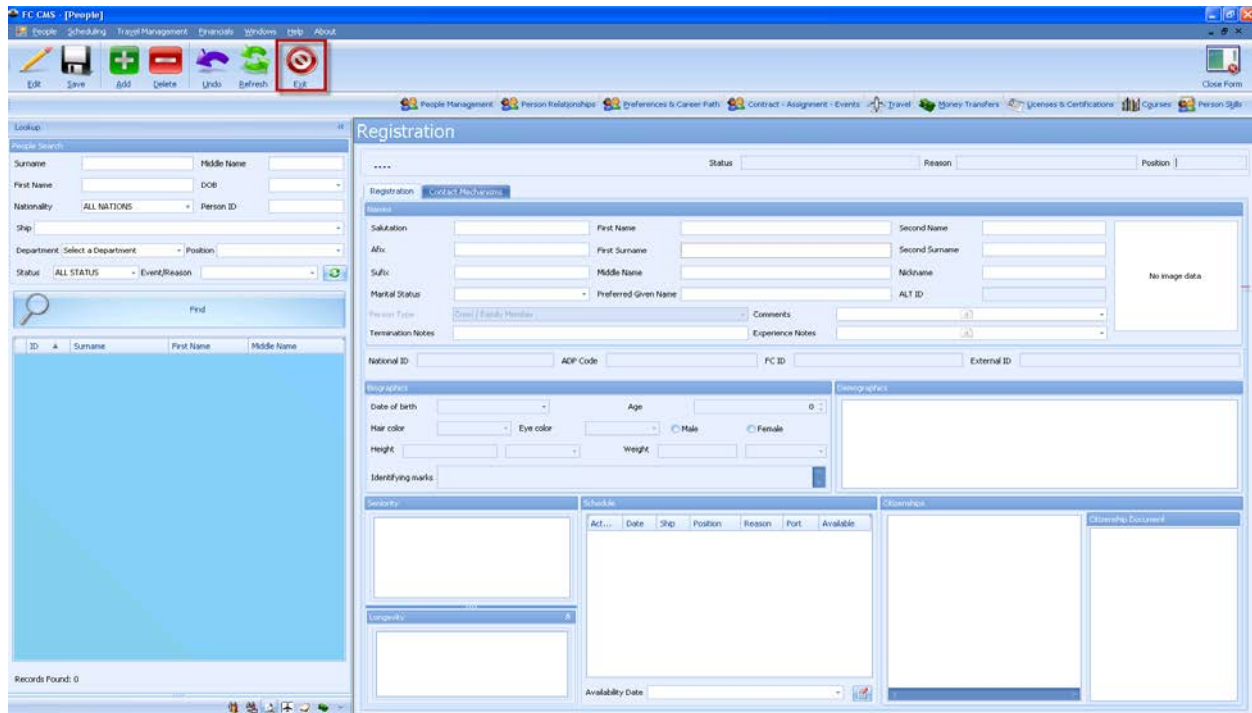 FC CMS - [People]
People Scheduling Travel Management Financials Windows Help About
Edit Save Add Delete Undo Refresh Exit Close Form
People Management Person Relationships Preferences & Career Path Contract - Assignment - Events Travel Money Transfers Licenses & Certifications Courses Person Skills
Lookup
People Search
Surname Middle Name
First Name DOB
Nationality ALL NATIONS Person ID
Ship
Department Select a Department Position
Status ALL STATUS Event/Reason
Find
ID Surname First Name Middle Name
Records Found: 0
Registration
.... Status Reason Position
Registration Contact Mechanisms
Names
Salutation First Name Second Name
Afix First Surname Second Surname
Sufix Middle Name Nickname
No image data
Marital Status Preferred Given Name ALT ID
Person Type Crew / Family Member Comments
Termination Notes Experience Notes
National ID ADP Code FC ID External ID
Biographics Demographics
Date of birth Age 0
Hair color Eye color Male Female
Height Weight
Identifying marks
Seniority Schedule Citizenships
Act... Date Ship Position Reason Port Available
Citizenship Document
Longevity
Availability Date